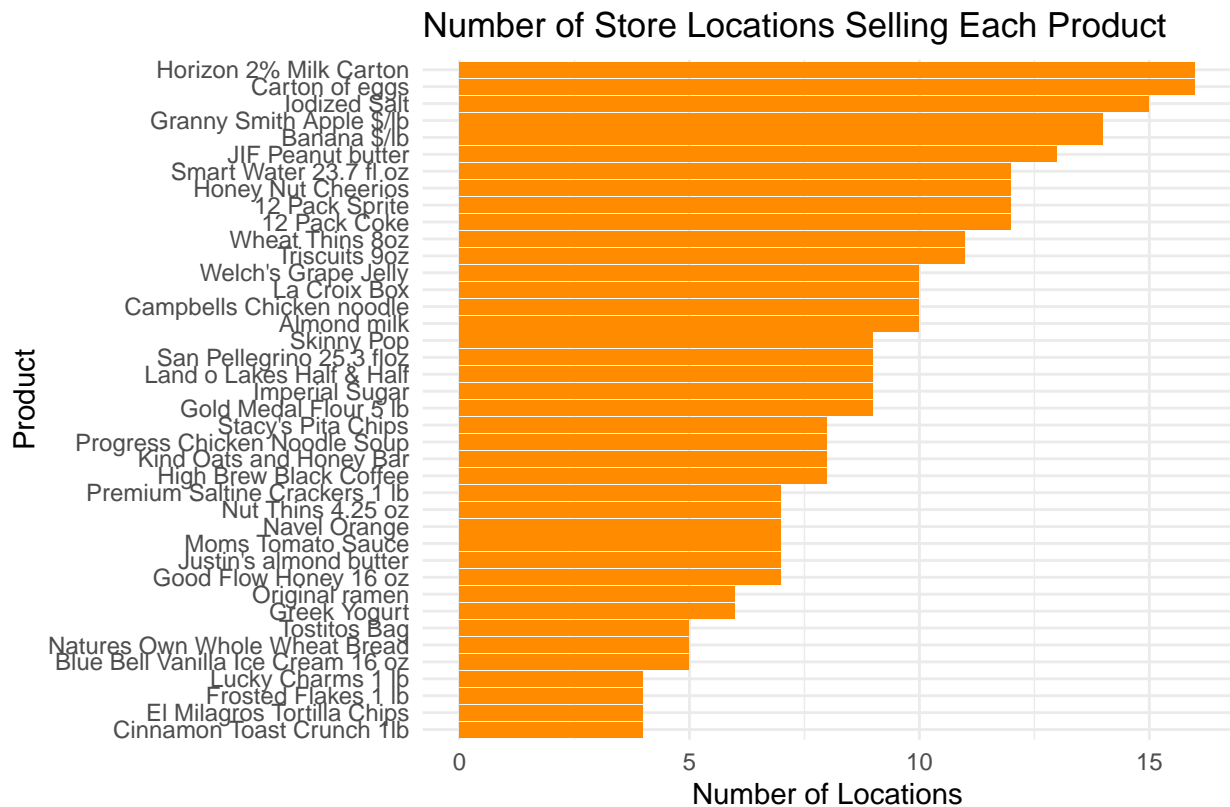 Number of Store Locations Selling Each Product
Horizon 2% Milk Carton
Carton of eggs
Iodized Salt
Granny Smith Apple $/lb
Banana $/lb
JIF Peanut butter
Smart Water 23.7 fl oz
Honey Nut Cheerios
12 Pack Sprite
12 Pack Coke
Wheat Thins 8oz
Triscuits 9oz
Welch's Grape Jelly
La Croix Box
Campbells Chicken noodle
Almond milk
Skinny Pop
San Pellegrino 25.3 floz
Land o Lakes Half & Half
Imperial Sugar
Gold Medal Flour 5 lb
Stacy's Pita Chips
Progress Chicken Noodle Soup
Kind Oats and Honey Bar
High Brew Black Coffee
Premium Saltine Crackers 1 lb
Nut Thins 4.25 oz
Navel Orange
Moms Tomato Sauce
Justin's almond butter
Good Flow Honey 16 oz
Original ramen
Greek Yogurt
Tostitos Bag
Natures Own Whole Wheat Bread
Blue Bell Vanilla Ice Cream 16 oz
Lucky Charms 1 lb
Frosted Flakes 1 lb
El Milagros Tortilla Chips
Cinnamon Toast Crunch 1lb
Product
0 5 10 15
Number of Locations